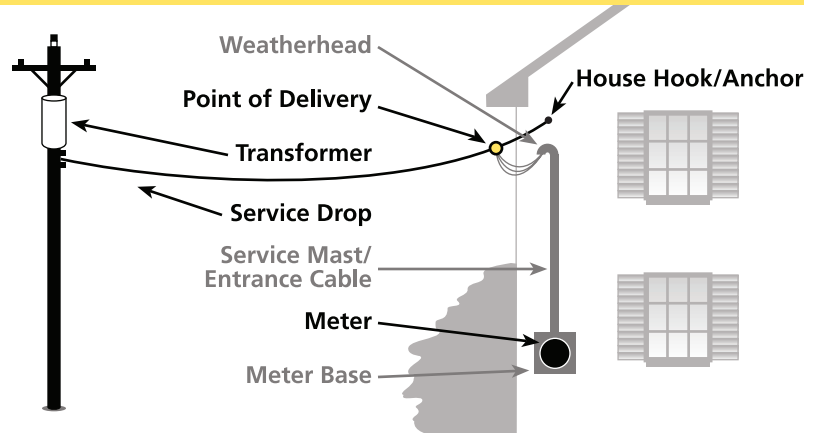 Weatherhead
House Hook/Anchor
Point of Delivery
Transformer
Service Drop
Service Mast/
Entrance Cable
Meter
Meter Base